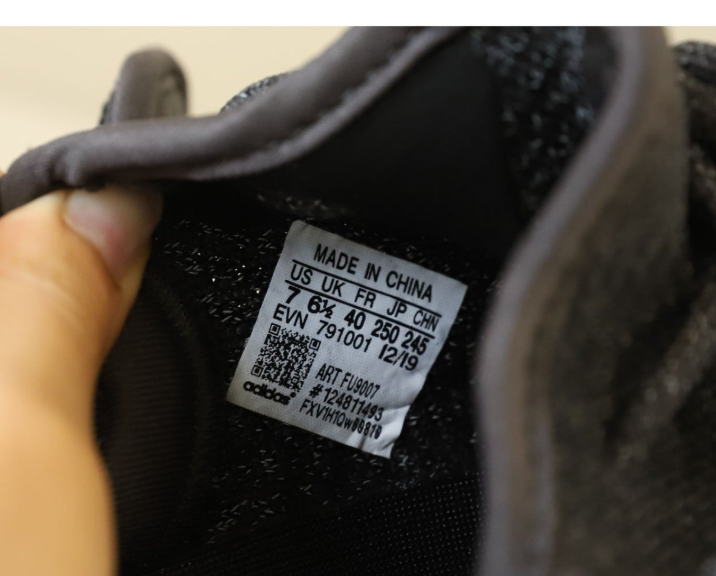 MADE IN CHINA
US UK FR JP CHN
7 6½ 40 250 245
EVN 791001 12/19
ART FU9007
#124811493
adidas